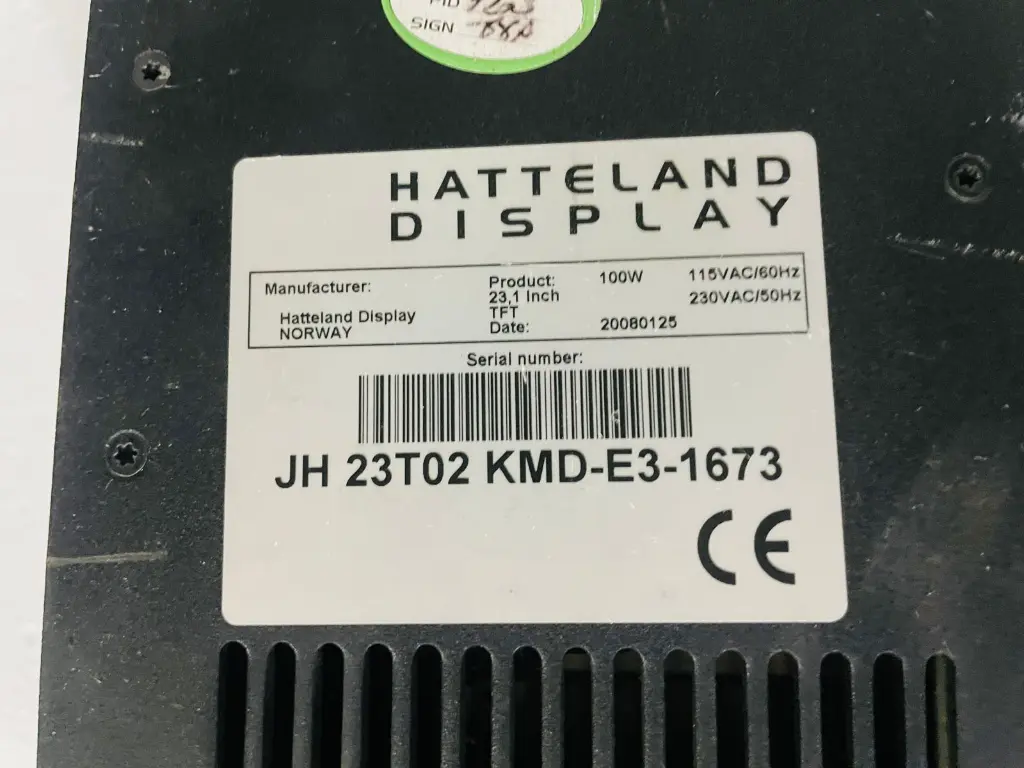 SIGN
HATTELAND
DISPLAY
Manufacturer:
Hatteland Display
NORWAY
Product: 100W 115VAC/60Hz
23,1 Inch 230VAC/50Hz
TFT
Date: 20080125
Serial number:
JH 23T02 KMD-E3-1673
CE